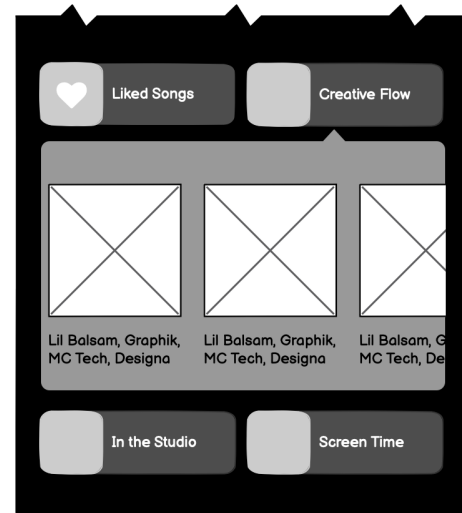 Liked Songs
Creative Flow
Lil Balsam, Graphik,
MC Tech, Designa
Lil Balsam, Graphik,
MC Tech, Designa
Lil Balsam, G
MC Tech, De
In the Studio
Screen Time